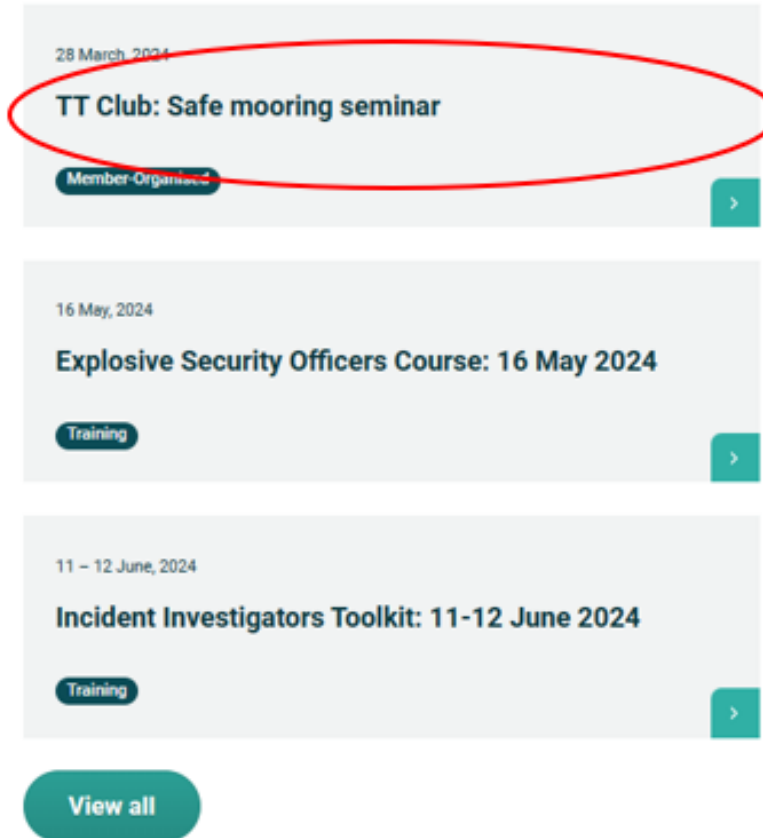 28 March, 2024
TT Club: Safe mooring seminar
Member-Organised
16 May, 2024
Explosive Security Officers Course: 16 May 2024
Training
11 – 12 June, 2024
Incident Investigators Toolkit: 11-12 June 2024
Training
View all